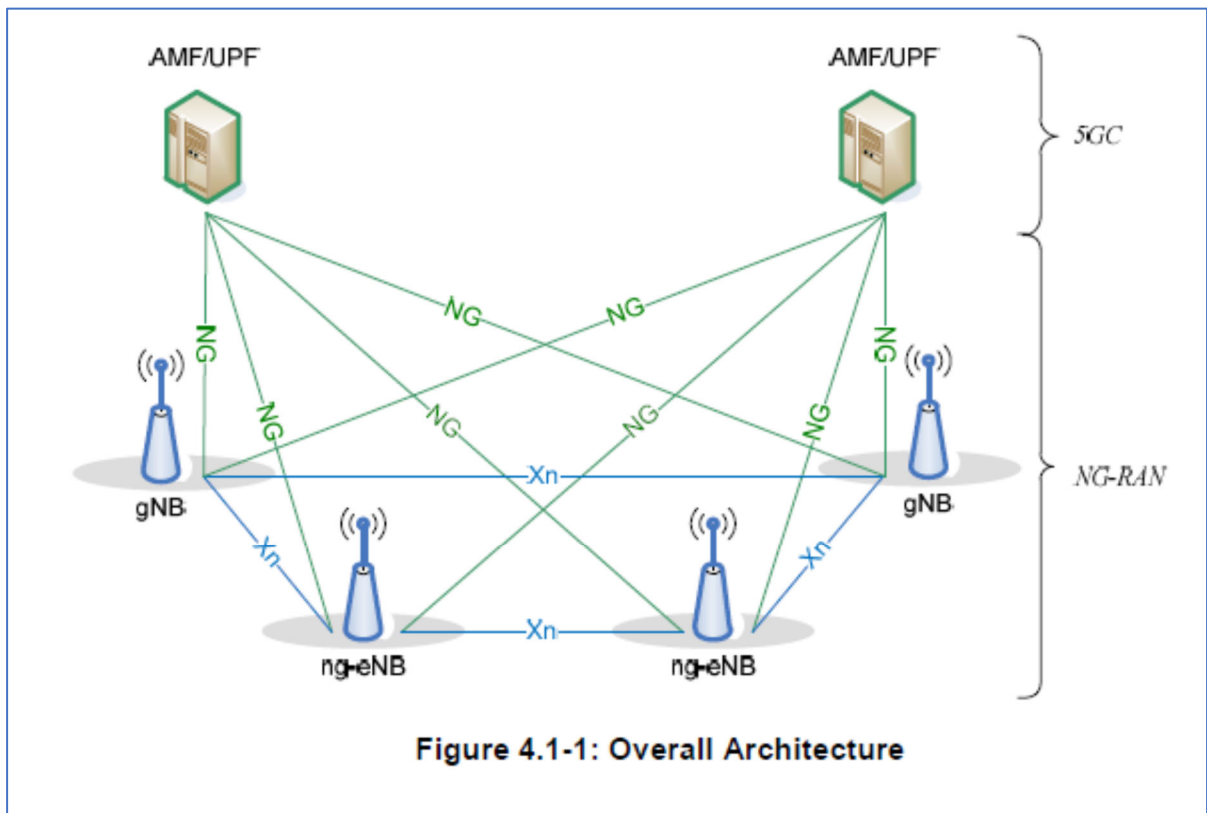 AMF/UPF
AMF/UPF
5GC
NG
NG
NG
NG
NG
NG
NG
NG
Xn
gNB
gNB
NG-RAN
Xn
Xn
Xn
ng-eNB
ng-eNB
Figure 4.1-1: Overall Architecture